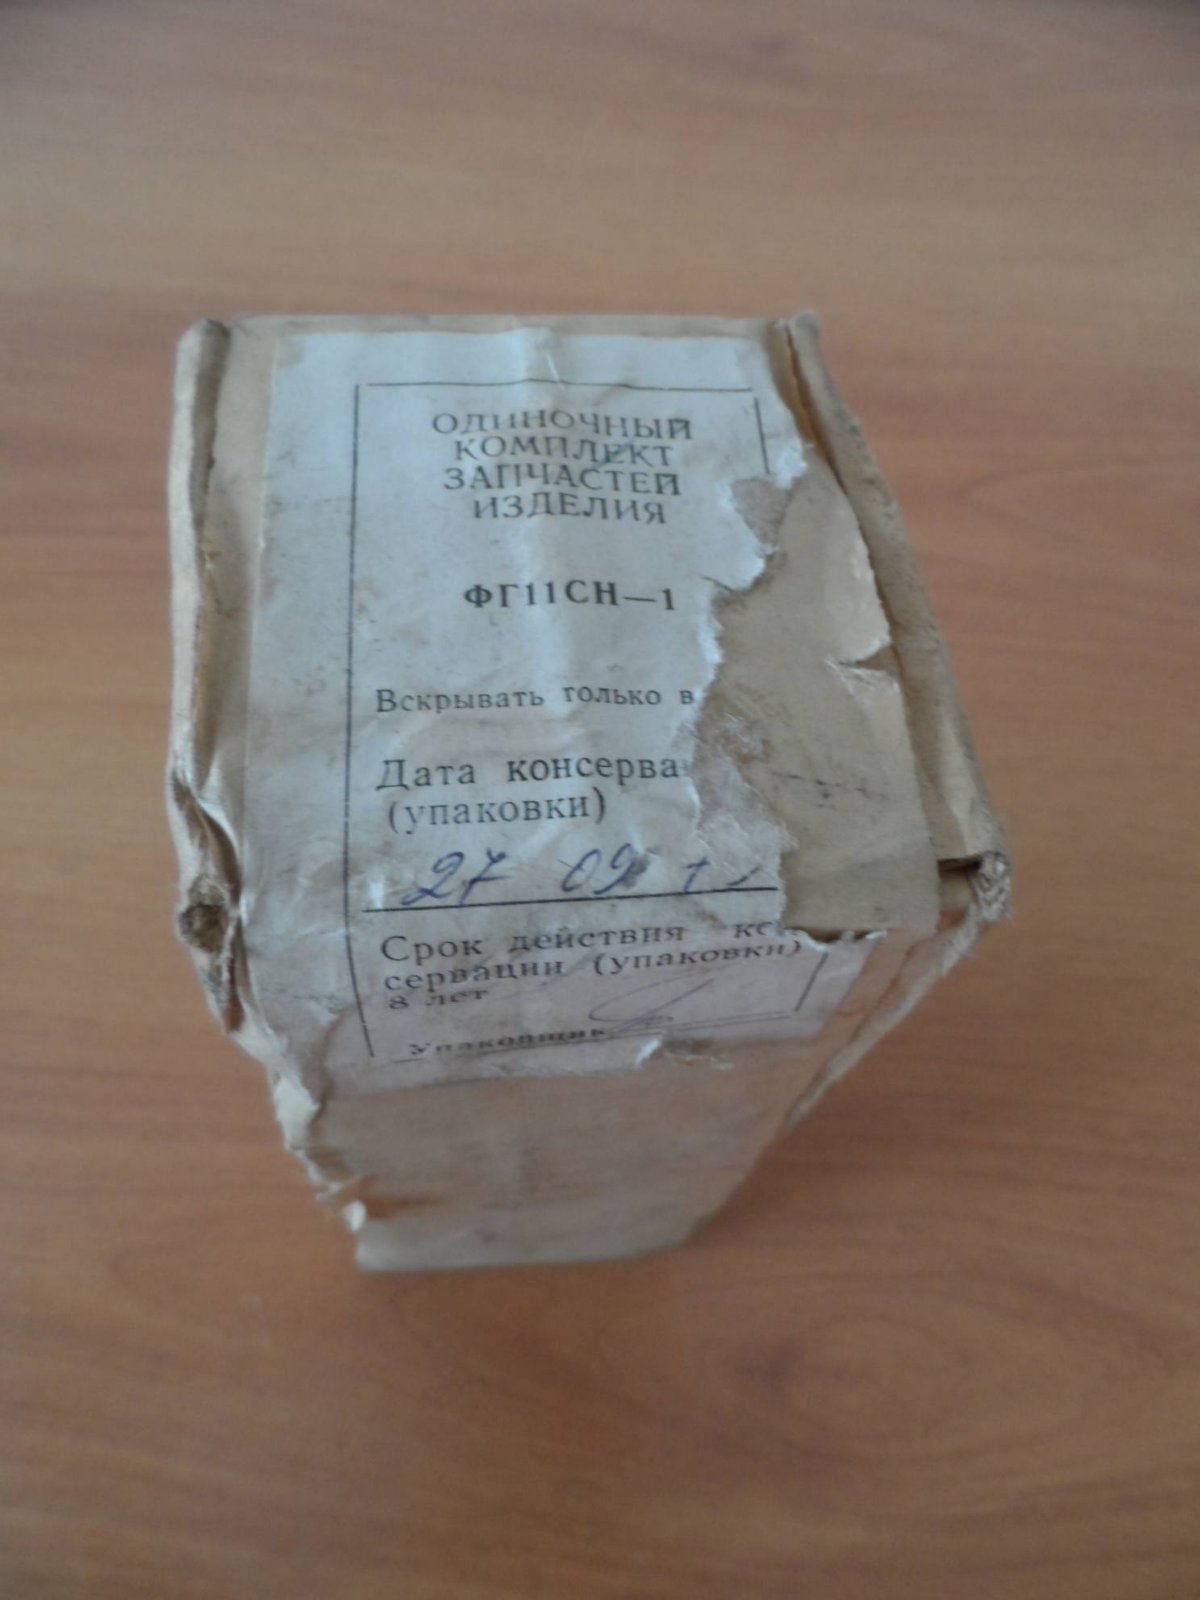 ОДИНОЧНЫЙ
КОМПЛЕКТ
ЗАПЧАСТЕЙ
ИЗДЕЛИЯ
ФГ11СН—1
Вскрывать только в
Дата консерва
(упаковки)
27 09
Срок действия
сервации (упаковки)
8 лет
Упаковщик